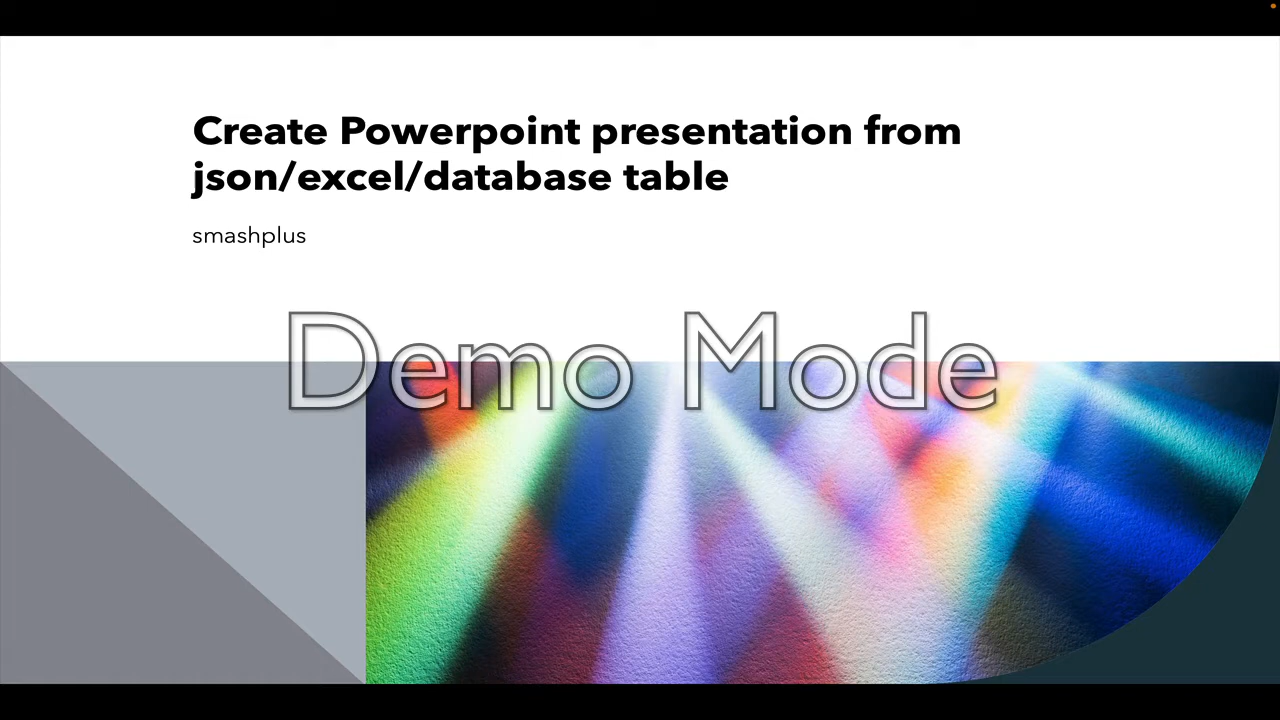 Create Powerpoint presentation from
json/excel/database table
smashplus
Demo Mode